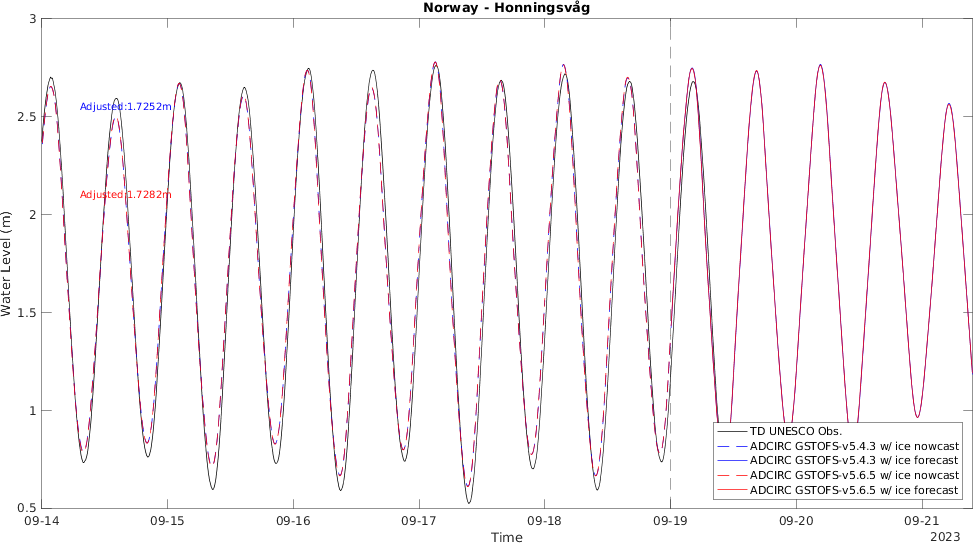 Norway - Honningsvåg
3
2.5
2
1.5
1
0.5
Water Level (m)
Adjusted:1.7252m
Adjusted:1.7282m
TD UNESCO Obs.
ADCIRC GSTOFS-v5.4.3 w/ ice nowcast
ADCIRC GSTOFS-v5.4.3 w/ ice forecast
ADCIRC GSTOFS-v5.6.5 w/ ice nowcast
ADCIRC GSTOFS-v5.6.5 w/ ice forecast
09-14 09-15 09-16 09-17 09-18 09-19 09-20 09-21
Time
2023